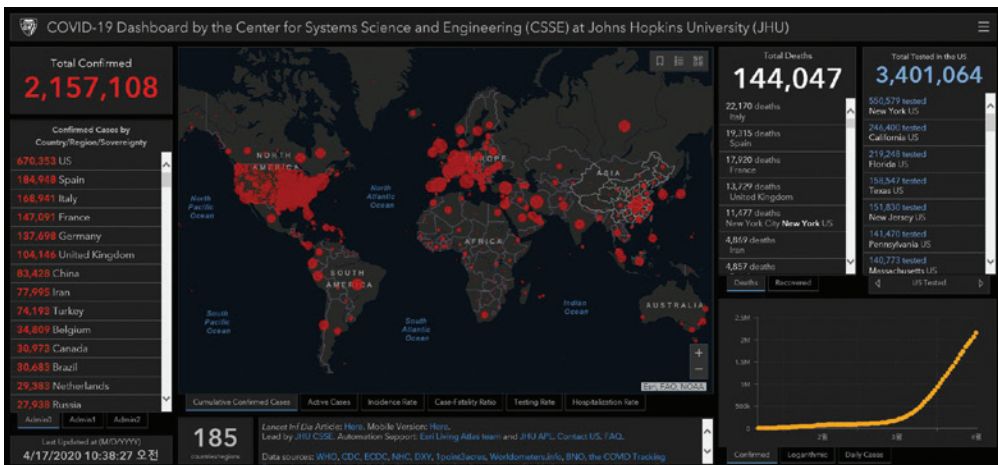 COVID-19 Dashboard by the Center for Systems Science and Engineering (CSSE) at Johns Hopkins University (JHU)
Total Confirmed
2,157,108
Confirmed Cases by
Country/Region/Sovereignty
670,353 US
184,948 Spain
168,941 Italy
147,091 France
137,698 Germany
104,146 United Kingdom
83,428 China
77,995 Iran
74,193 Turkey
34,809 Belgium
30,973 Canada
30,683 Brazil
29,383 Netherlands
27,938 Russia
Admin0 Admin1 Admin2
Last Updated at (M/D/YYYY)
4/17/2020 10:38:27 오전
NORTH
AMERICA
EUROPE
ASIA
North
Pacific
Ocean
North
Atlantic
Ocean
AFRICA
SOUTH
AMERICA
Indian
Ocean
AUSTRALIA
South
Pacific
Ocean
South
Atlantic
Ocean
+
−
Esri, FAO, NOAA
Cumulative Confirmed Cases Active Cases Incidence Rate Case-Fatality Ratio Testing Rate Hospitalization Rate
185
countries/regions
Lancet Inf Dis Article: Here. Mobile Version: Here.
Lead by JHU CSSE. Automation Support: Esri Living Atlas team and JHU APL. Contact US. FAQ.
Data sources: WHO, CDC, ECDC, NHC, DXY, 1point3acres, Worldometers.info, BNO, the COVID Tracking
Total Deaths
144,047
22,170 deaths
Italy
19,315 deaths
Spain
17,920 deaths
France
13,729 deaths
United Kingdom
11,477 deaths
New York City New York US
4,869 deaths
Iran
4,857 deaths
Deaths Recovered
Total Tested in the US
3,401,064
550,579 tested
New York US
246,400 tested
California US
219,248 tested
Florida US
158,547 tested
Texas US
151,830 tested
New Jersey US
141,470 tested
Pennsylvania US
140,773 tested
Massachusetts US
US Tested
2.5M
2M
1.5M
1M
500k
0
2월 3월 4월
Confirmed Logarithmic Daily Cases